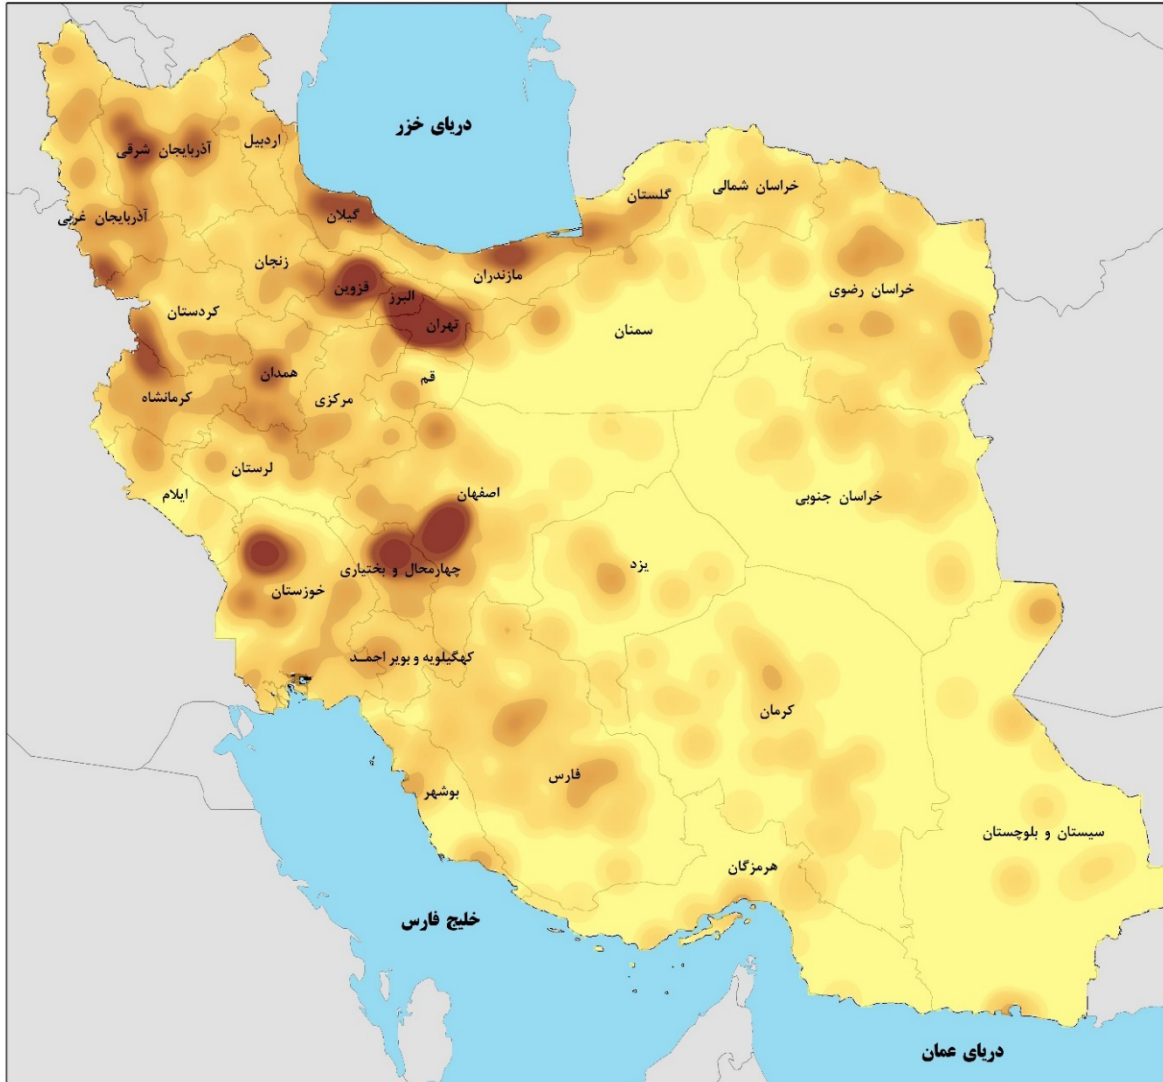 دریای خزر
اردبیل
آذربایجان شرقی
خراسان شمالی
گلستان
گیلان
آذربایجان غربی
زنجان
مازندران
قزوین
البرز
خراسان رضوی
کردستان
تهران
سمنان
همدان
قم
کرمانشاه
مرکزی
لرستان
ایلام
اصفهان
خراسان جنوبی
یزد
چهارمحال و بختیاری
خوزستان
کهگیلویه و بویر احمـد
کرمان
فارس
بوشهر
سیستان و بلوچستان
هرمزگان
خلیج فارس
دریای عمان